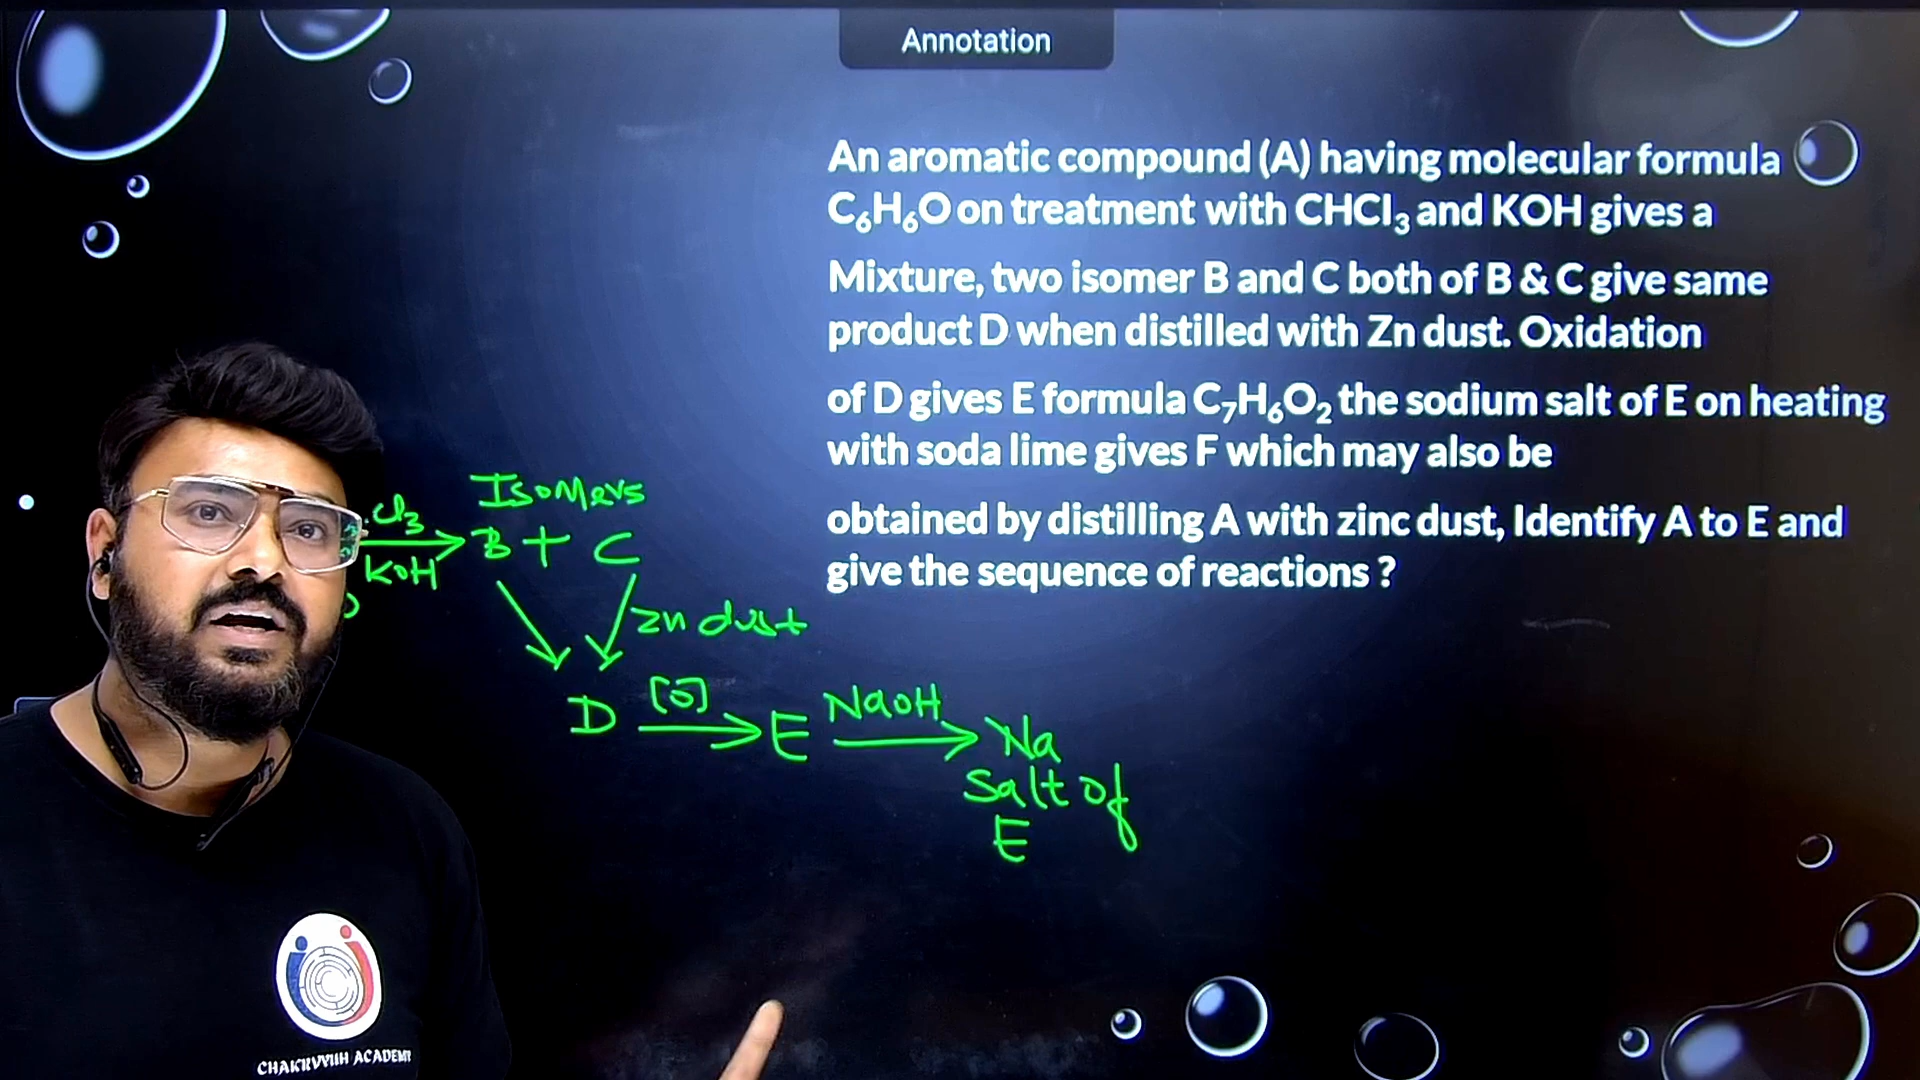 Annotation
An aromatic compound (A) having molecular formula
C₆H₆O on treatment with CHCl₃ and KOH gives a
Mixture, two isomer B and C both of B & C give same
product D when distilled with Zn dust. Oxidation
of D gives E formula C₇H₆O₂ the sodium salt of E on heating
with soda lime gives F which may also be
obtained by distilling A with zinc dust, Identify A to E and
give the sequence of reactions ?
Isomers
Cl₃
B + C
KOH
Zn dust
D [O] E NaOH Na
Salt of
E
CHAKRVYUH ACADEMY